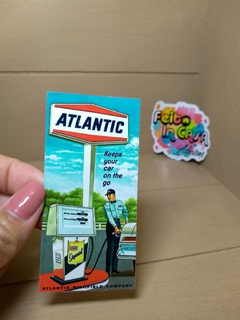 ATLANTIC
Keeps
your
car
on the
go
ATLANTIC RICHFIELD COMPANY
Feito
in Casa